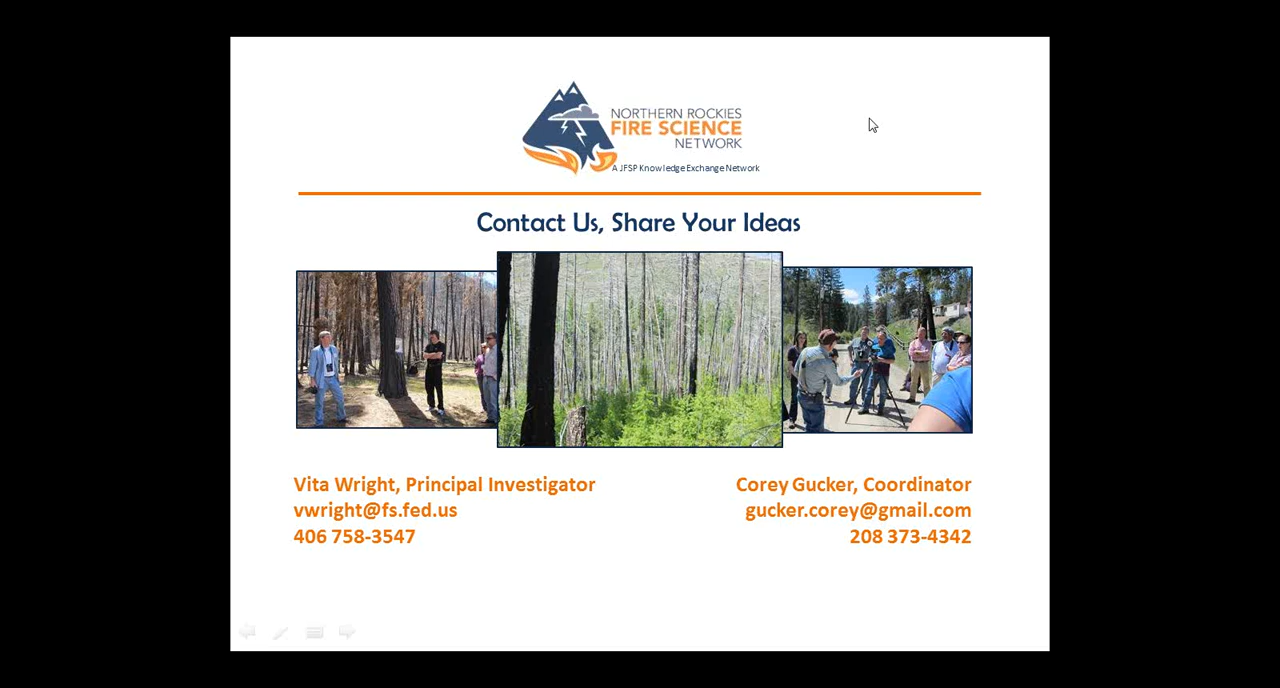 NORTHERN ROCKIES
FIRE SCIENCE
NETWORK
A JFSP Knowledge Exchange Network
Contact Us, Share Your Ideas
Vita Wright, Principal Investigator
vwright@fs.fed.us
406 758-3547
Corey Gucker, Coordinator
gucker.corey@gmail.com
208 373-4342